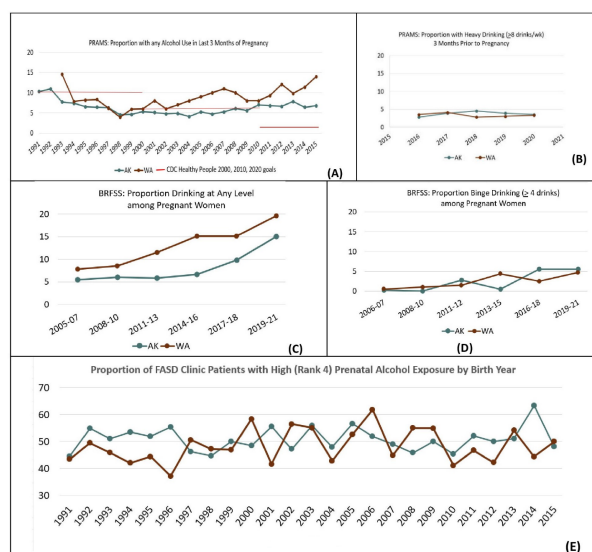 PRAMS: Proportion with any Alcohol Use in Last 3 Months of Pregnancy
20
15
10
5
0
1991 1992 1993 1994 1995 1996 1997 1998 1999 2000 2001 2002 2003 2004 2005 2006 2007 2008 2009 2010 2011 2012 2013 2014 2015
AK WA CDC Healthy People 2000, 2010, 2020 goals
(A)
PRAMS: Proportion with Heavy Drinking (≥8 drinks/wk)
3 Months Prior to Pregnancy
20
15
10
5
0
2015 2016 2017 2018 2019 2020 2021
AK WA
(B)
BRFSS: Proportion Drinking at Any Level
among Pregnant Women
20
15
10
5
0
2005-07 2008-10 2011-13 2014-16 2017-18 2019-21
AK WA
(C)
BRFSS: Proportion Binge Drinking (≥ 4 drinks)
among Pregnant Women
20
15
10
5
0
2006-07 2008-10 2011-12 2013-15 2016-18 2019-21
AK WA
(D)
Proportion of FASD Clinic Patients with High (Rank 4) Prenatal Alcohol Exposure by Birth Year
70
60
50
40
30
1991 1992 1993 1994 1995 1996 1997 1998 1999 2000 2001 2002 2003 2004 2005 2006 2007 2008 2009 2010 2011 2012 2013 2014 2015
AK WA
(E)